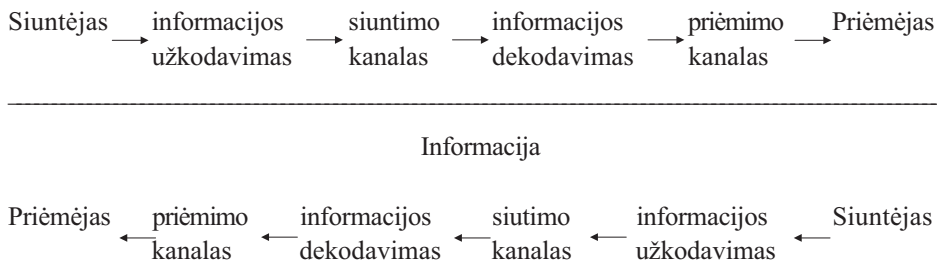 Siuntėjas informacijos siuntimo informacijos priėmimo Priėmėjas
užkodavimas kanalas dekodavimas kanalas
Informacija
Priėmėjas priėmimo informacijos siutimo informacijos Siuntėjas
kanalas dekodavimas kanalas užkodavimas